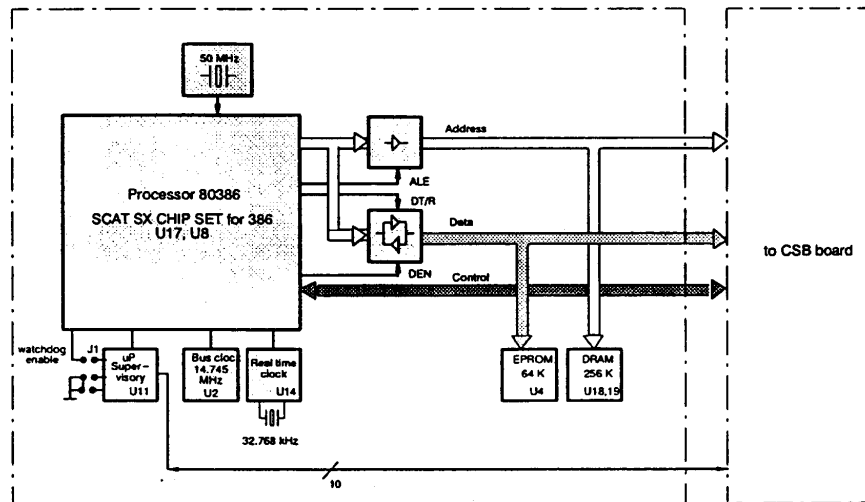 50 MHz
Address
Processor 80386
SCAT SX CHIP SET for 386
U17, U8
ALE
DT/R
Data
DEN
Control
to CSB board
watchdog
enable
J1
uP
Super-
visory
U11
Bus cloc
14.745
MHz
U2
Real time
clock
U14
EPROM
64 K
U4
DRAM
256 K
U18,19
32.768 kHz
10